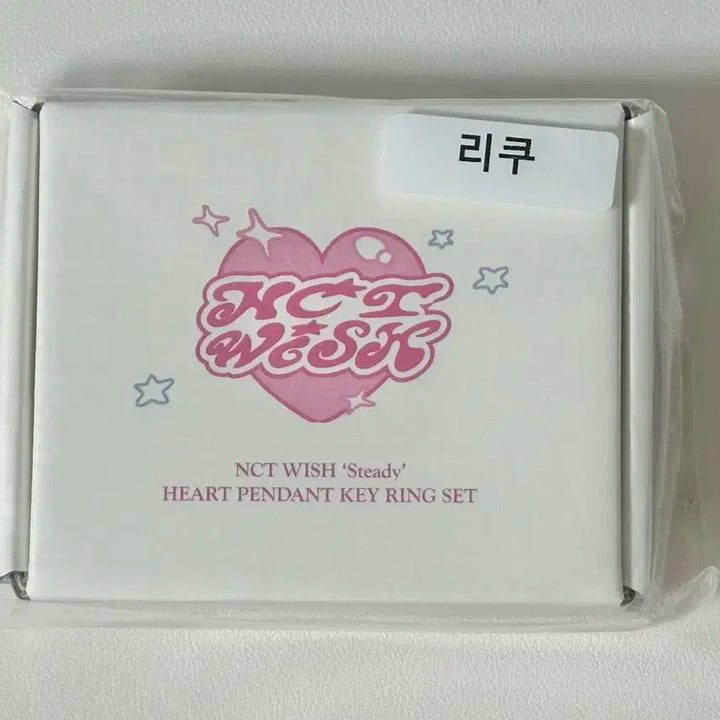 리쿠
NCT
WiSH
NCT WISH ‘Steady’
HEART PENDANT KEY RING SET